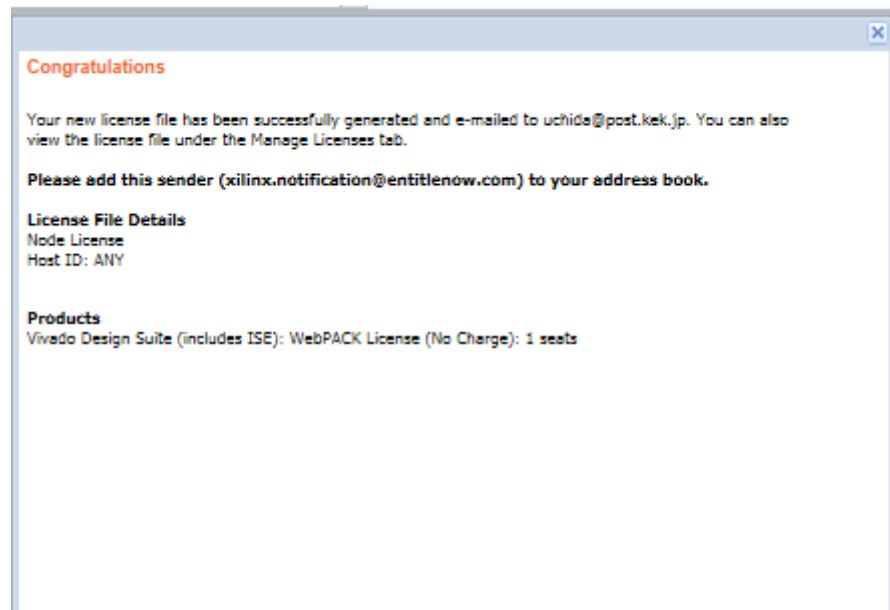 Congratulations
Your new license file has been successfully generated and e-mailed to uchida@post.kek.jp. You can also
view the license file under the Manage Licenses tab.
Please add this sender (xilinx.notification@entitlenow.com) to your address book.
License File Details
Node License
Host ID: ANY
Products
Vivado Design Suite (includes ISE): WebPACK License (No Charge): 1 seats